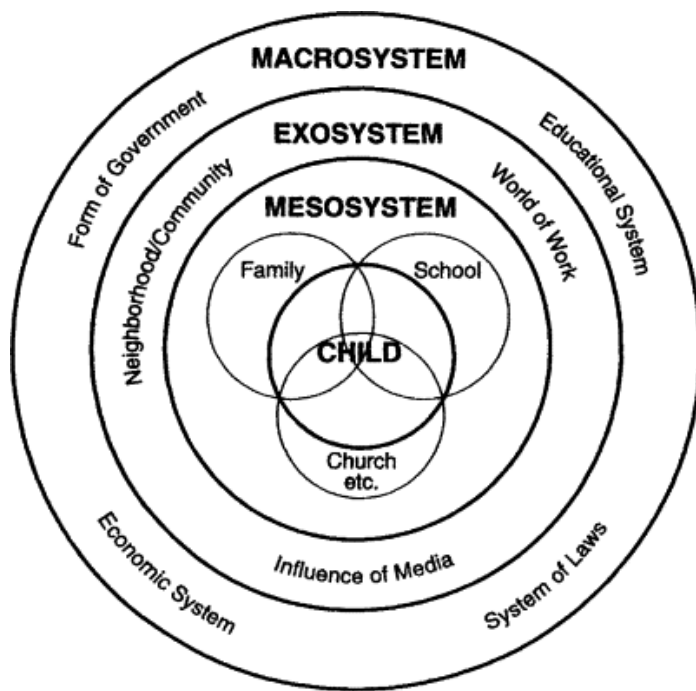 MACROSYSTEM
Form of Government
Educational System
EXOSYSTEM
Neighborhood/Community
World of Work
MESOSYSTEM
Family
School
CHILD
Church
etc.
Influence of Media
Economic System
System of Laws